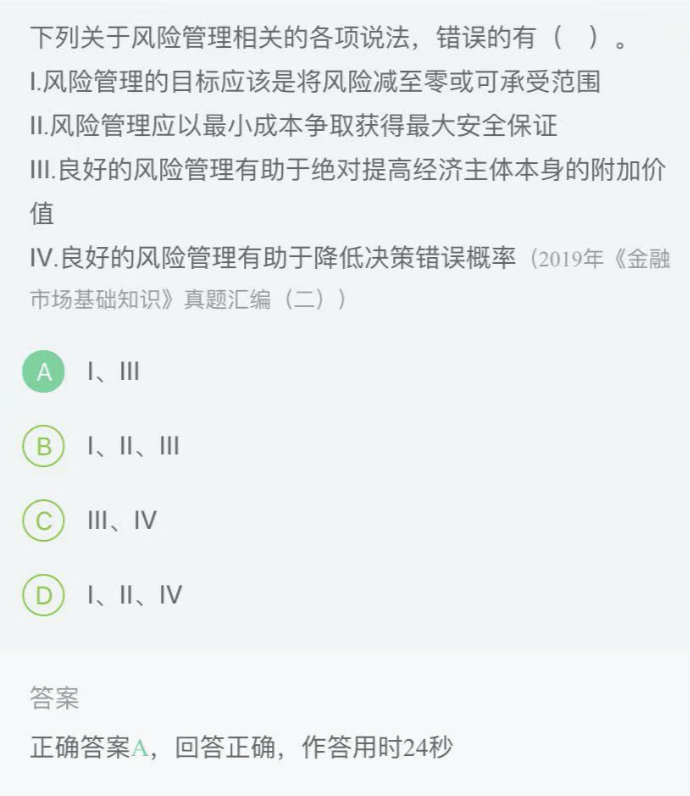 下列关于风险管理相关的各项说法，错误的有（　）。
I.风险管理的目标应该是将风险减至零或可承受范围
II.风险管理应以最小成本争取获得最大安全保证
III.良好的风险管理有助于绝对提高经济主体本身的附加价
值
IV.良好的风险管理有助于降低决策错误概率（2019年《金融
市场基础知识》真题汇编（二））
A I、III
B I、II、III
C III、IV
D I、II、IV
答案
正确答案A，回答正确，作答用时24秒